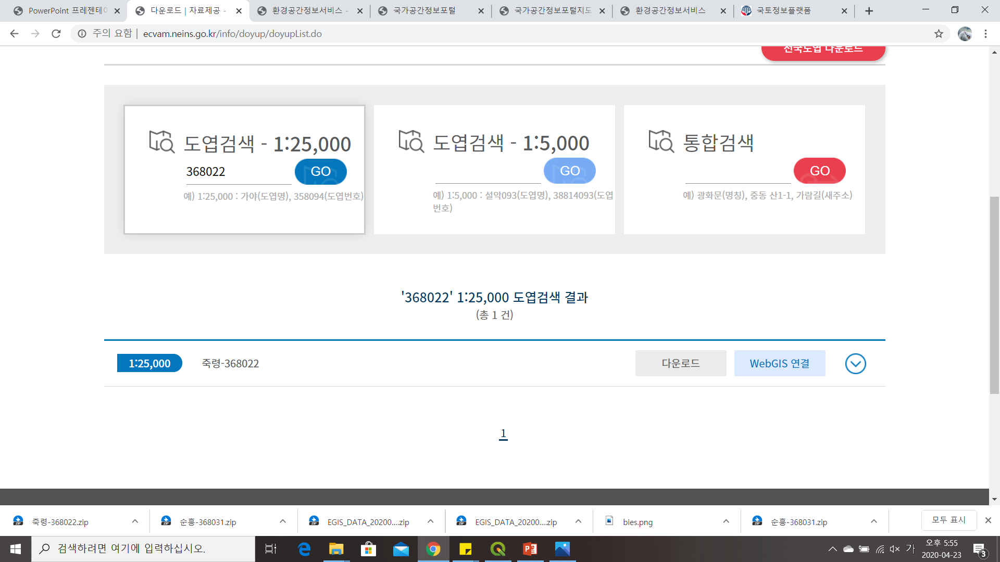 PowerPoint 프레젠테이
다운로드 | 자료제공 -
환경공간정보서비스 -
국가공간정보포털
국가공간정보포털지도
환경공간정보서비스
국토정보플랫폼
주의 요함 | ecvam.neins.go.kr/info/doyup/doyupList.do
전국도엽 다운로드
도엽검색 - 1:25,000
368022
GO
예) 1:25,000 : 가야(도엽명), 358094(도엽번호)
도엽검색 - 1:5,000
GO
예) 1:5,000 : 설악093(도엽명), 38814093(도엽
번호)
통합검색
GO
예) 광화문(명칭), 중동 산1-1, 가람길(새주소)
'368022' 1:25,000 도엽검색 결과
(총 1 건)
1:25,000 죽령-368022 다운로드 WebGIS 연결
1
죽령-368022.zip
순흥-368031.zip
EGIS_DATA_20200....zip
EGIS_DATA_20200....zip
bies.png
순흥-368031.zip
모두 표시
검색하려면 여기에 입력하십시오.
가
오후 5:55
2020-04-23
3